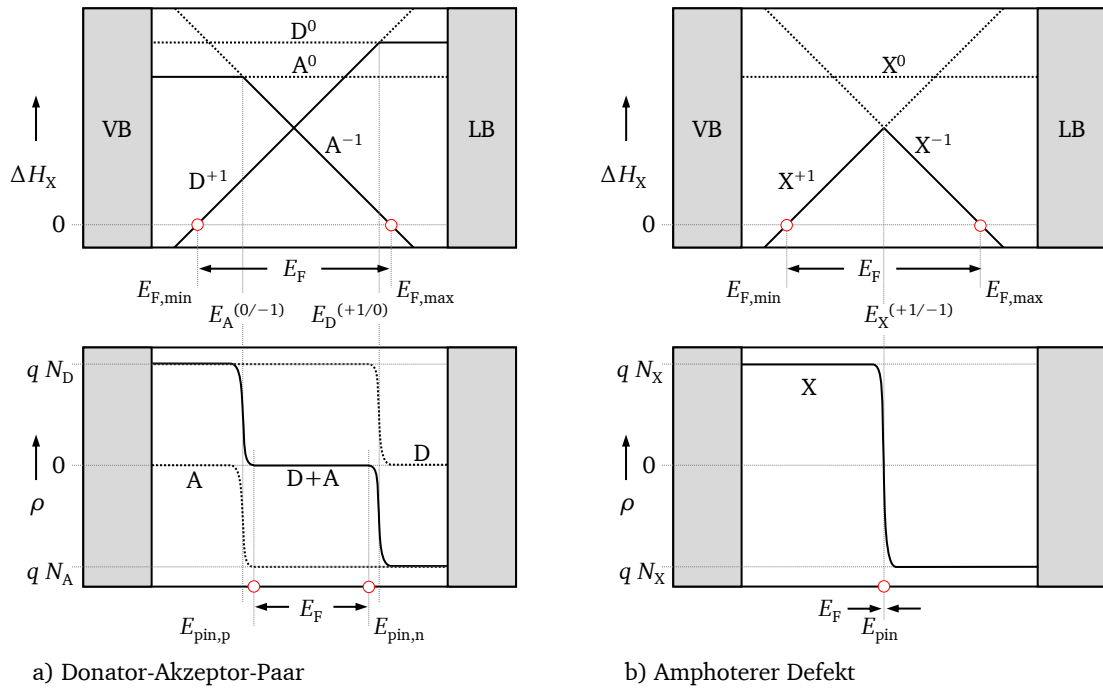 D⁰
A⁰
VB
LB
ΔH_X
A⁻¹
D⁺¹
0
E_F
E_F,min
E_F,max
E_A^(0/−1)
E_D^(+1/0)
q N_D
0
A
D+A
D
ρ
q N_A
E_F
E_pin,p
E_pin,n
a) Donator-Akzeptor-Paar
X⁰
VB
LB
ΔH_X
X⁺¹
X⁻¹
0
E_F
E_F,min
E_F,max
E_X^(+1/−1)
q N_X
X
0
ρ
q N_X
E_F
E_pin
b) Amphoterer Defekt